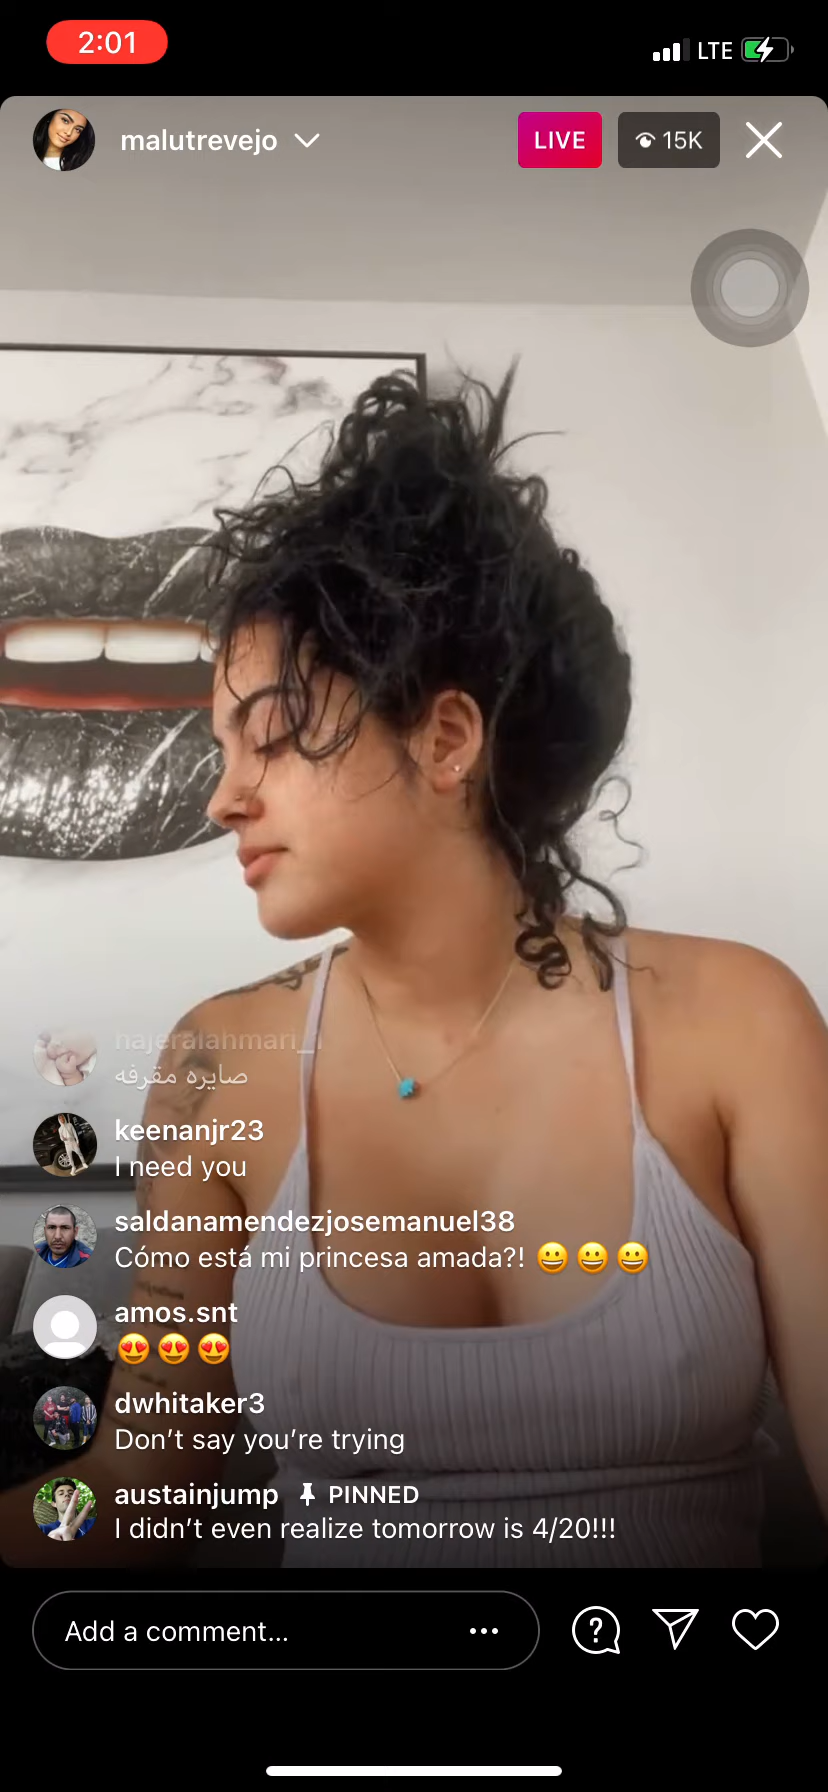 2:01
LTE
malutrevejo
LIVE
15K
hajeralahmari_i
صايره مقرفه
keenanjr23
I need you
saldanamendezjosemanuel38
Cómo está mi princesa amada?! 😀 😀 😀
amos.snt
😍 😍 😍
dwhitaker3
Don’t say you’re trying
austainjump PINNED
I didn’t even realize tomorrow is 4/20!!!
Add a comment...